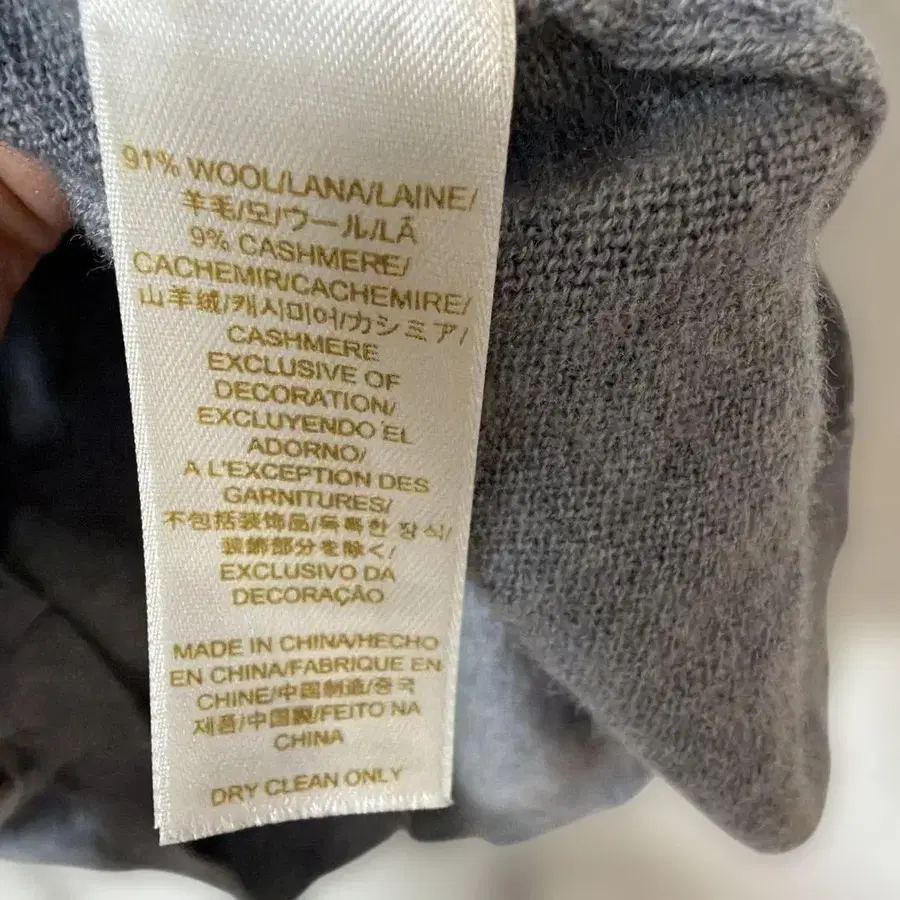 91% WOOL/LANA/LAINE/
羊毛/모/ウール/LÃ
9% CASHMERE/
CACHEMIR/CACHEMIRE/
山羊绒/캐시미어/カシミア/
CASHMERE
EXCLUSIVE OF
DECORATION/
EXCLUYENDO EL
ADORNO/
A L'EXCEPTION DES
GARNITURES/
不包括装饰品/독특한 장식/
装飾部分を除く/
EXCLUSIVO DA
DECORAÇÃO
MADE IN CHINA/HECHO
EN CHINA/FABRIQUE EN
CHINE/中国制造/중국
제품/中国製/FEITO NA
CHINA
DRY CLEAN ONLY